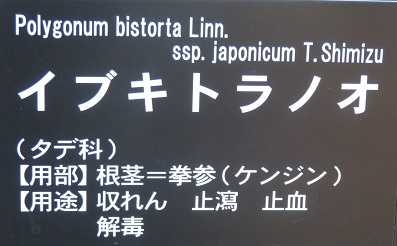 Polygonum bistorta Linn.
ssp. japonicum T.Shimizu
イブキトラノオ
(タデ科)
【用部】根茎＝拳参(ケンジン)
【用途】収れん 止瀉 止血
解毒